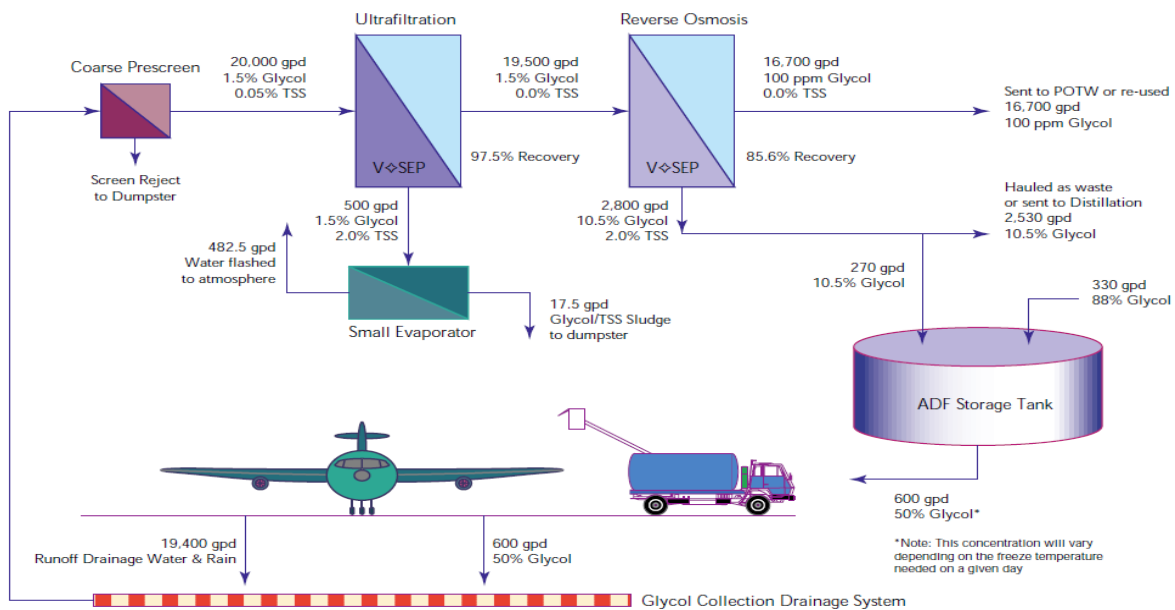 Ultrafiltration
Reverse Osmosis
Coarse Prescreen
20,000 gpd
1.5% Glycol
0.05% TSS
19,500 gpd
1.5% Glycol
0.0% TSS
16,700 gpd
100 ppm Glycol
0.0% TSS
Sent to POTW or re-used
16,700 gpd
100 ppm Glycol
V✧SEP
97.5% Recovery
V✧SEP
85.6% Recovery
Screen Reject
to Dumpster
500 gpd
1.5% Glycol
2.0% TSS
2,800 gpd
10.5% Glycol
2.0% TSS
Hauled as waste
or sent to Distillation
2,530 gpd
10.5% Glycol
482.5 gpd
Water flashed
to atmosphere
270 gpd
10.5% Glycol
330 gpd
88% Glycol
Small Evaporator
17.5 gpd
Glycol/TSS Sludge
to dumpster
ADF Storage Tank
600 gpd
50% Glycol*
*Note: This concentration will vary
depending on the freeze temperature
needed on a given day
19,400 gpd
Runoff Drainage Water & Rain
600 gpd
50% Glycol
Glycol Collection Drainage System